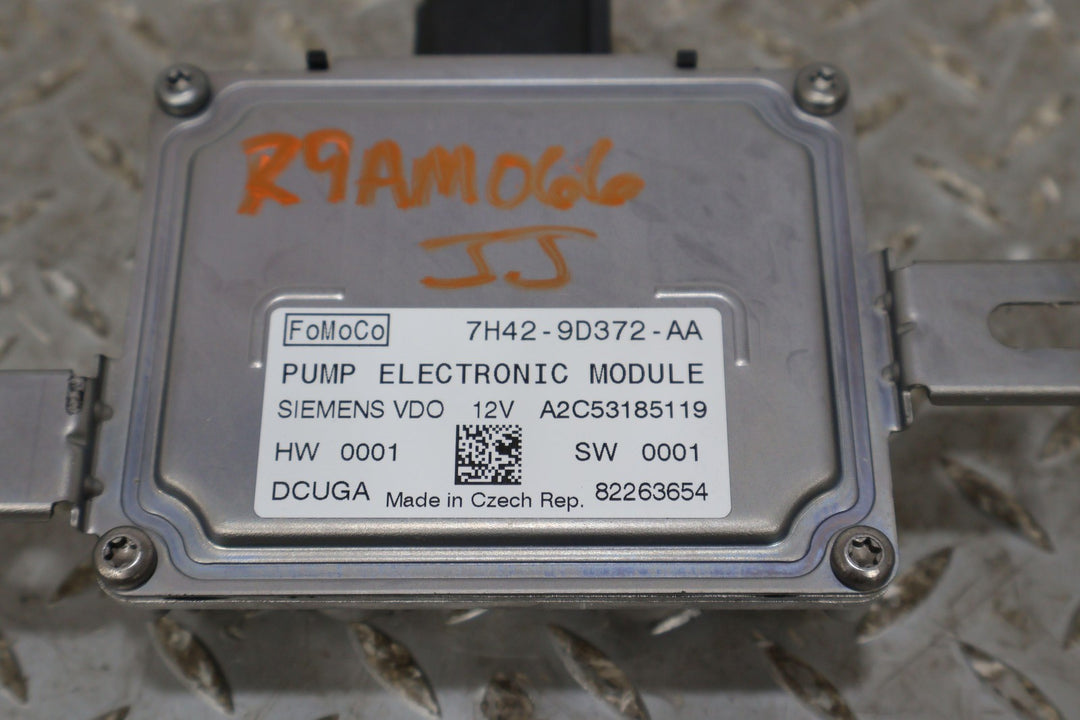 R9AM066
JJ
FoMoCo 7H42-9D372-AA
PUMP ELECTRONIC MODULE
SIEMENS VDO 12V A2C53185119
HW 0001 SW 0001
DCUGA Made in Czech Rep. 82263654